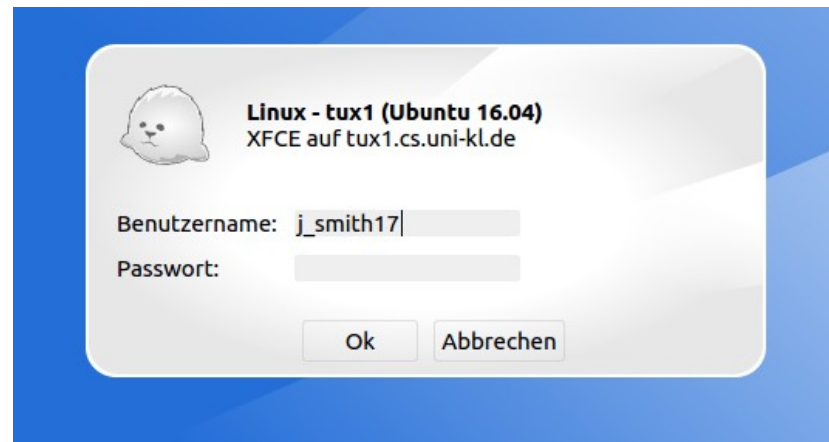 Linux - tux1 (Ubuntu 16.04)
XFCE auf tux1.cs.uni-kl.de
Benutzername: j_smith17
Passwort:
Ok Abbrechen